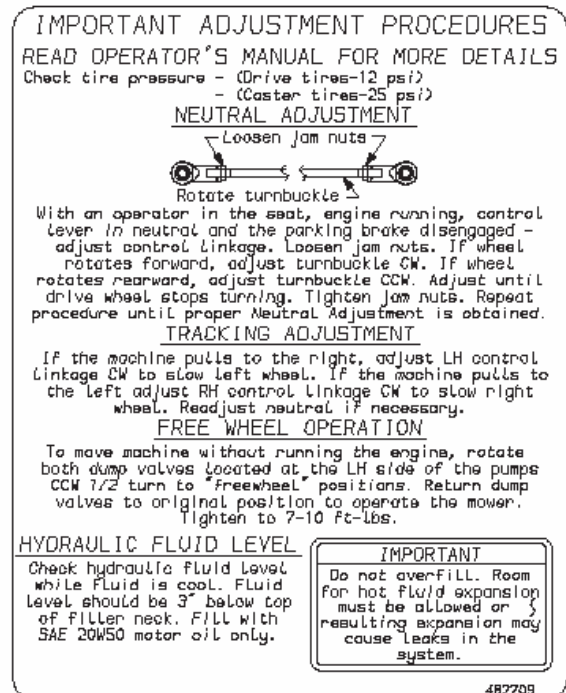 IMPORTANT ADJUSTMENT PROCEDURES
READ OPERATOR'S MANUAL FOR MORE DETAILS
Check tire pressure - (Drive tires-12 psi)
- (Caster tires-25 psi)
NEUTRAL ADJUSTMENT
Loosen jam nuts
Rotate turnbuckle
With an operator in the seat, engine running, control
lever in neutral and the parking brake disengaged -
adjust control linkage. Loosen jam nuts. If wheel
rotates forward, adjust turnbuckle CW. If wheel
rotates rearward, adjust turnbuckle CCW. Adjust until
drive wheel stops turning. Tighten jam nuts. Repeat
procedure until proper Neutral Adjustment is obtained.
TRACKING ADJUSTMENT
If the machine pulls to the right, adjust LH control
linkage CW to slow left wheel. If the machine pulls to
the left adjust RH control linkage CW to slow right
wheel. Readjust neutral if necessary.
FREE WHEEL OPERATION
To move machine without running the engine, rotate
both dump valves located at the LH side of the pumps
CCW 1/2 turn to "freewheel" positions. Return dump
valves to original position to operate the mower.
Tighten to 7-10 ft-lbs.
HYDRAULIC FLUID LEVEL
Check hydraulic fluid level
while fluid is cool. Fluid
level should be 3" below top
of filler neck. Fill with
SAE 20W50 motor oil only.
IMPORTANT
Do not overfill. Room
for hot fluid expansion
must be allowed or
resulting expansion may
cause leaks in the
system.
482709